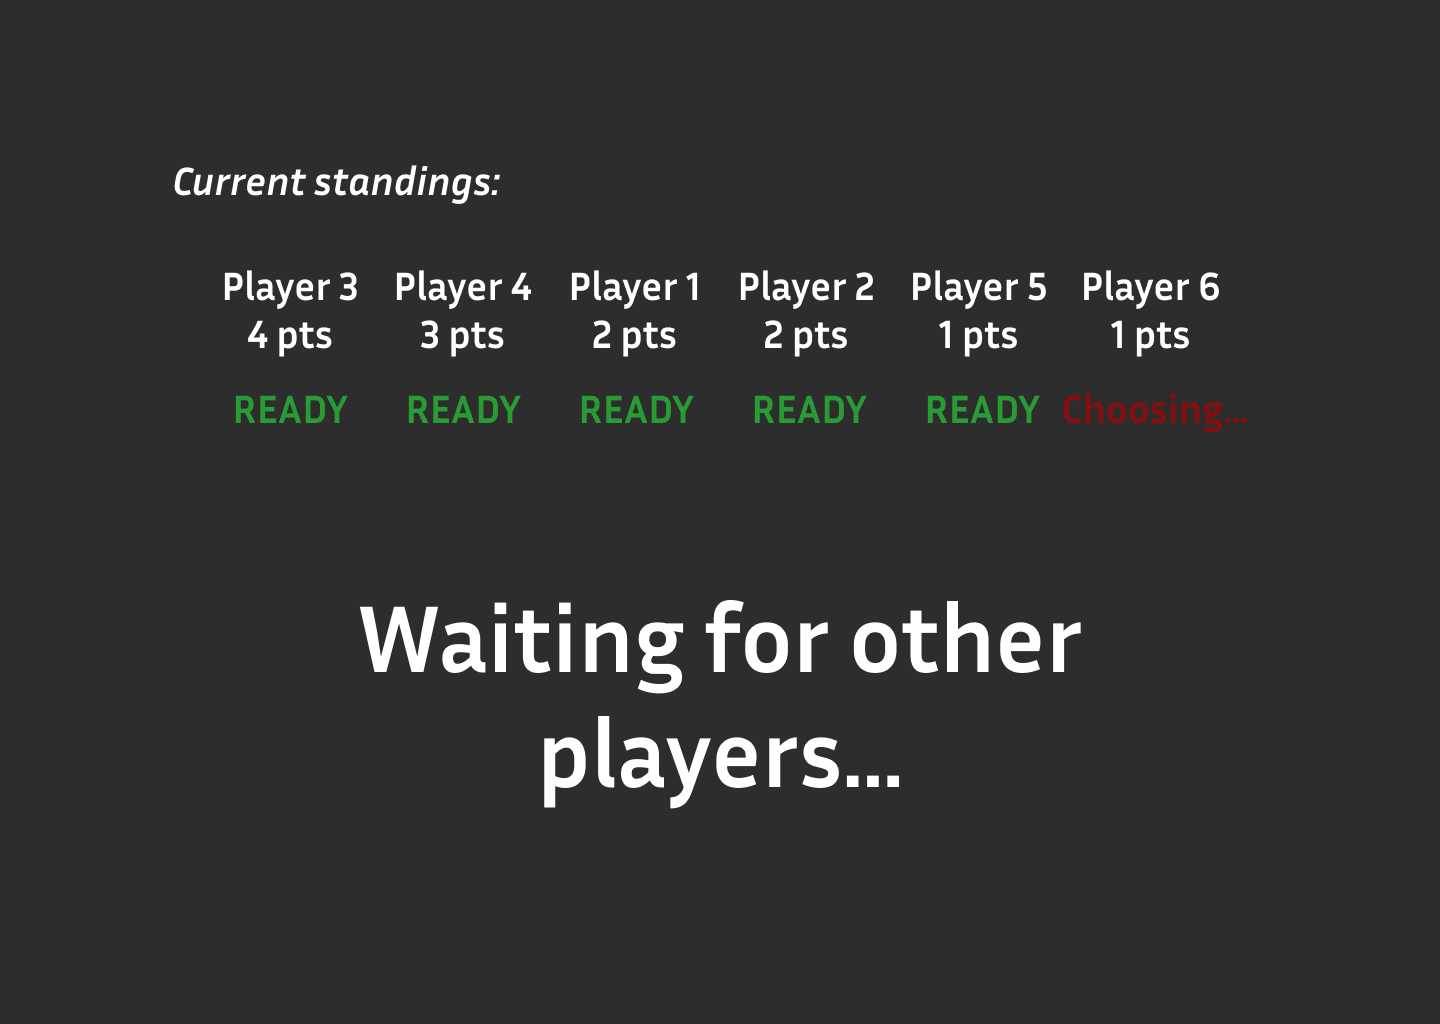 Current standings:
Player 3 Player 4 Player 1 Player 2 Player 5 Player 6
4 pts 3 pts 2 pts 2 pts 1 pts 1 pts
READY READY READY READY READY Choosing...
Waiting for other
players...